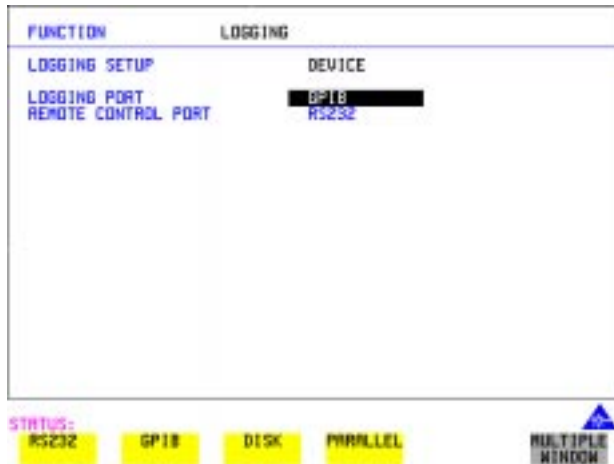 FUNCTION LOGGING
LOGGING SETUP DEVICE
LOGGING PORT GPIB
REMOTE CONTROL PORT RS232
STATUS:
RS232 GPIB DISK PARALLEL MULTIPLE WINDOW